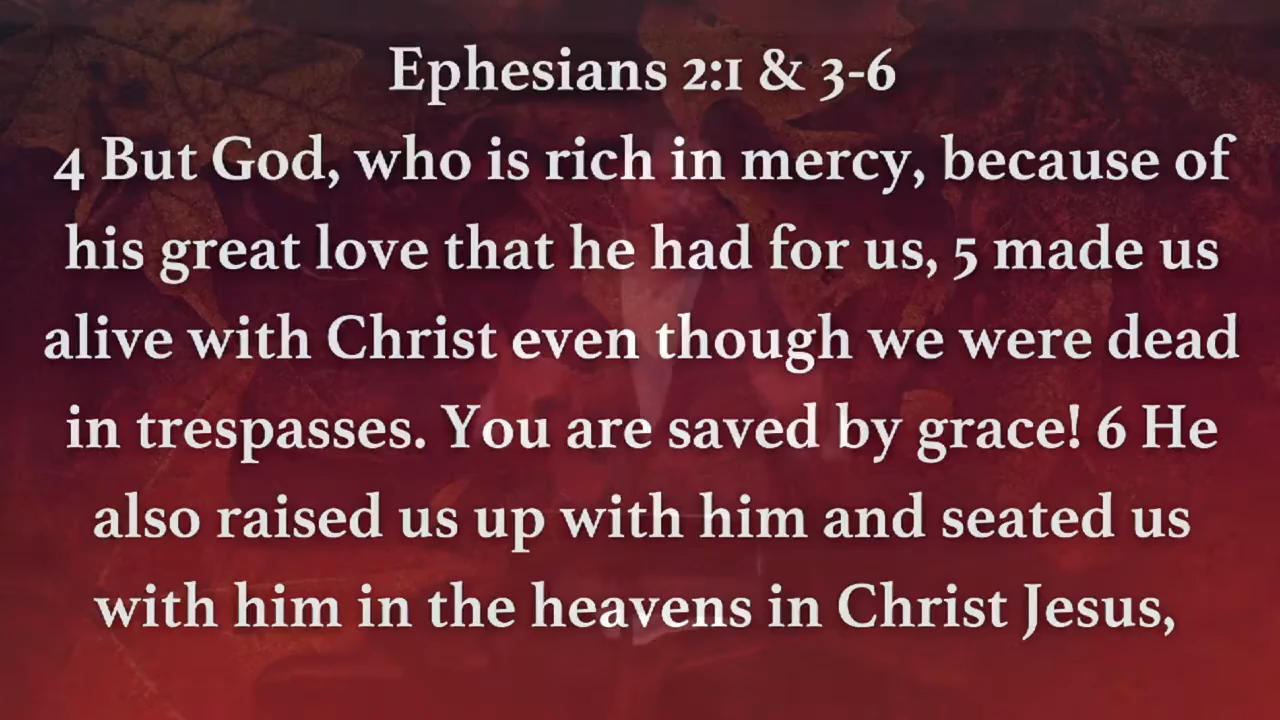 Ephesians 2:1 & 3-6
4 But God, who is rich in mercy, because of
his great love that he had for us, 5 made us
alive with Christ even though we were dead
in trespasses. You are saved by grace! 6 He
also raised us up with him and seated us
with him in the heavens in Christ Jesus,